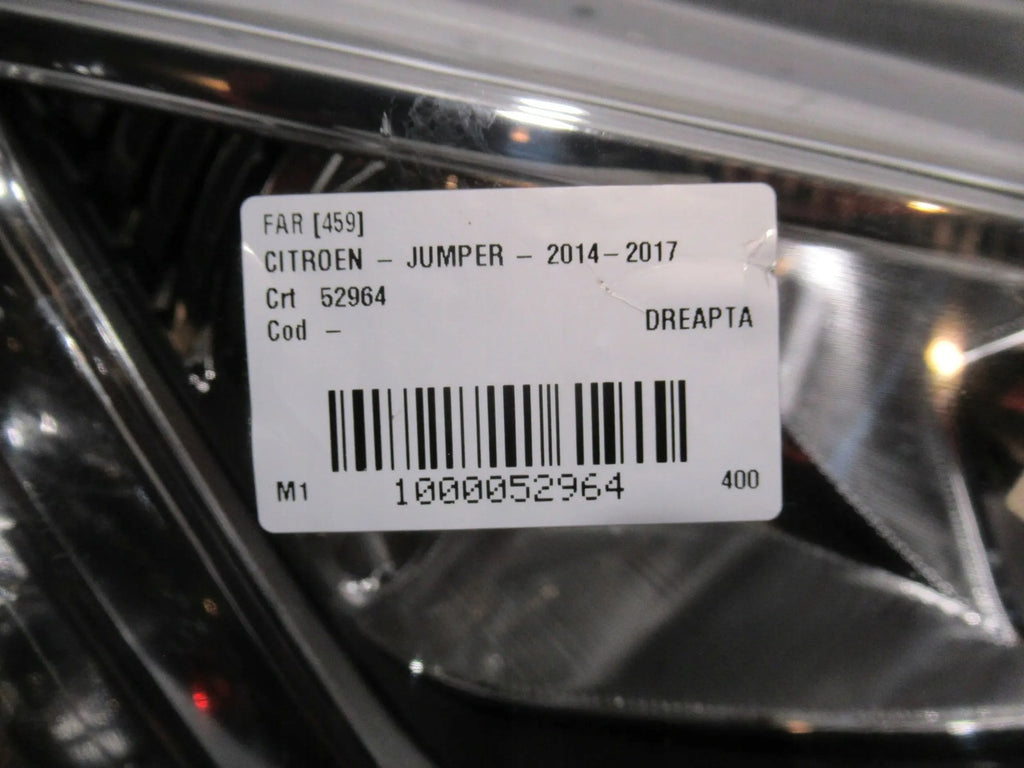 FAR [459]
CITROEN - JUMPER - 2014-2017
Crt 52964
Cod -
DREAPTA
M1
1000052964
400